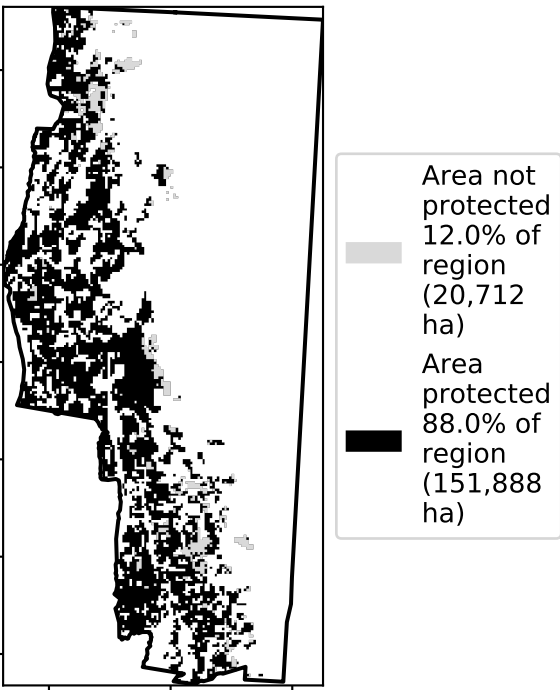 Area not
protected
12.0% of
region
(20,712
ha)
Area
protected
88.0% of
region
(151,888
ha)